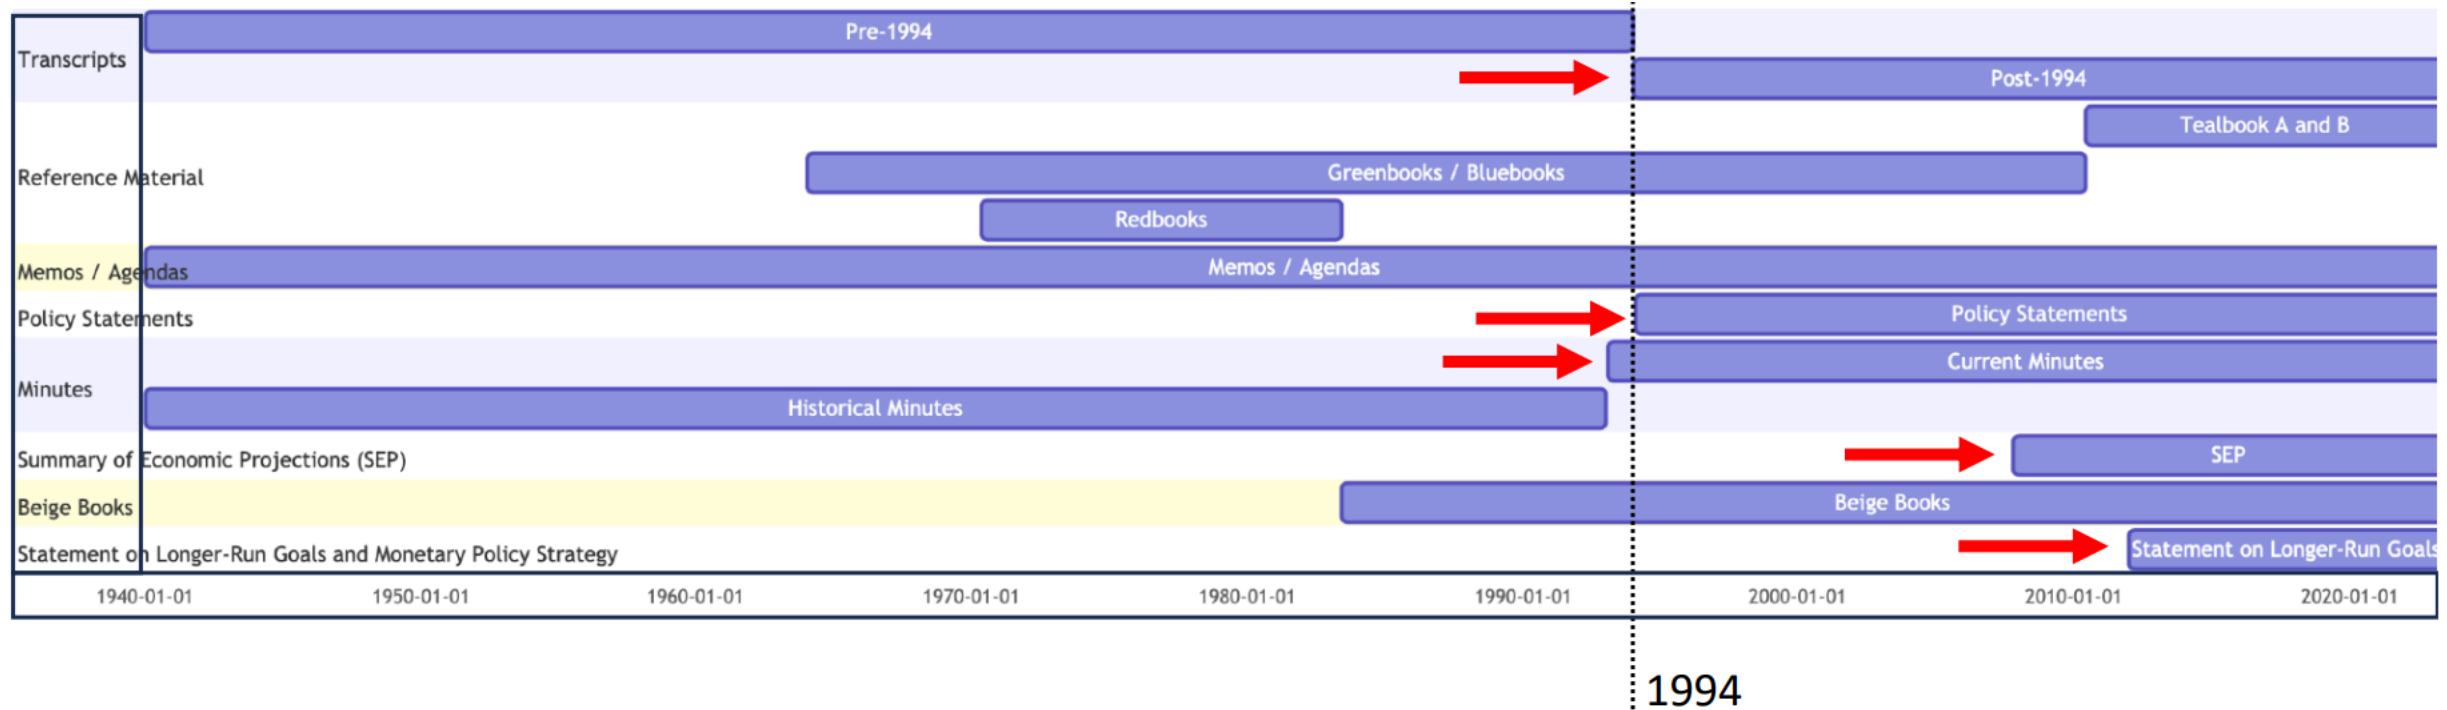 Pre-1994
Transcripts
Post-1994
Tealbook A and B
Greenbooks / Bluebooks
Reference Material
Redbooks
Memos / Agendas
Memos / Agendas
Policy Statements
Policy Statements
Current Minutes
Minutes
Historical Minutes
Summary of Economic Projections (SEP)
SEP
Beige Books
Beige Books
Statement on Longer-Run Goals and Monetary Policy Strategy
Statement on Longer-Run Goals
1940-01-01
1950-01-01
1960-01-01
1970-01-01
1980-01-01
1990-01-01
2000-01-01
2010-01-01
2020-01-01
1994